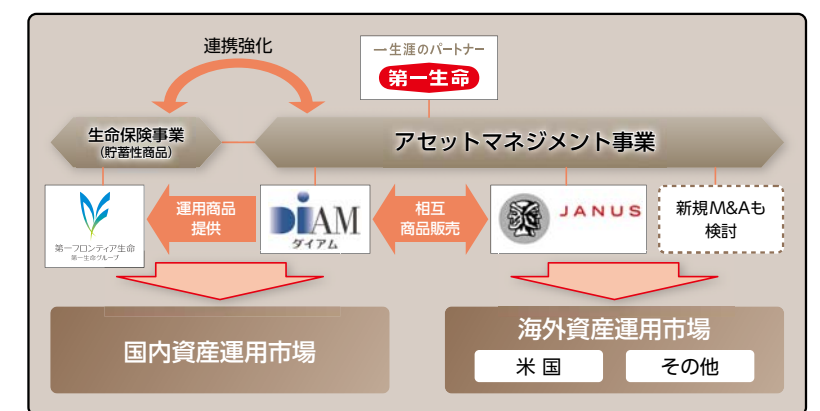 連携強化
一生涯のパートナー
第一生命
生命保険事業
(貯蓄性商品)
アセットマネジメント事業
第一フロンティア生命
第一生命グループ
運用商品
提供
DIAM
ダイアム
相互
商品販売
JANUS
新規M&Aも
検討
国内資産運用市場
海外資産運用市場
米 国
その他